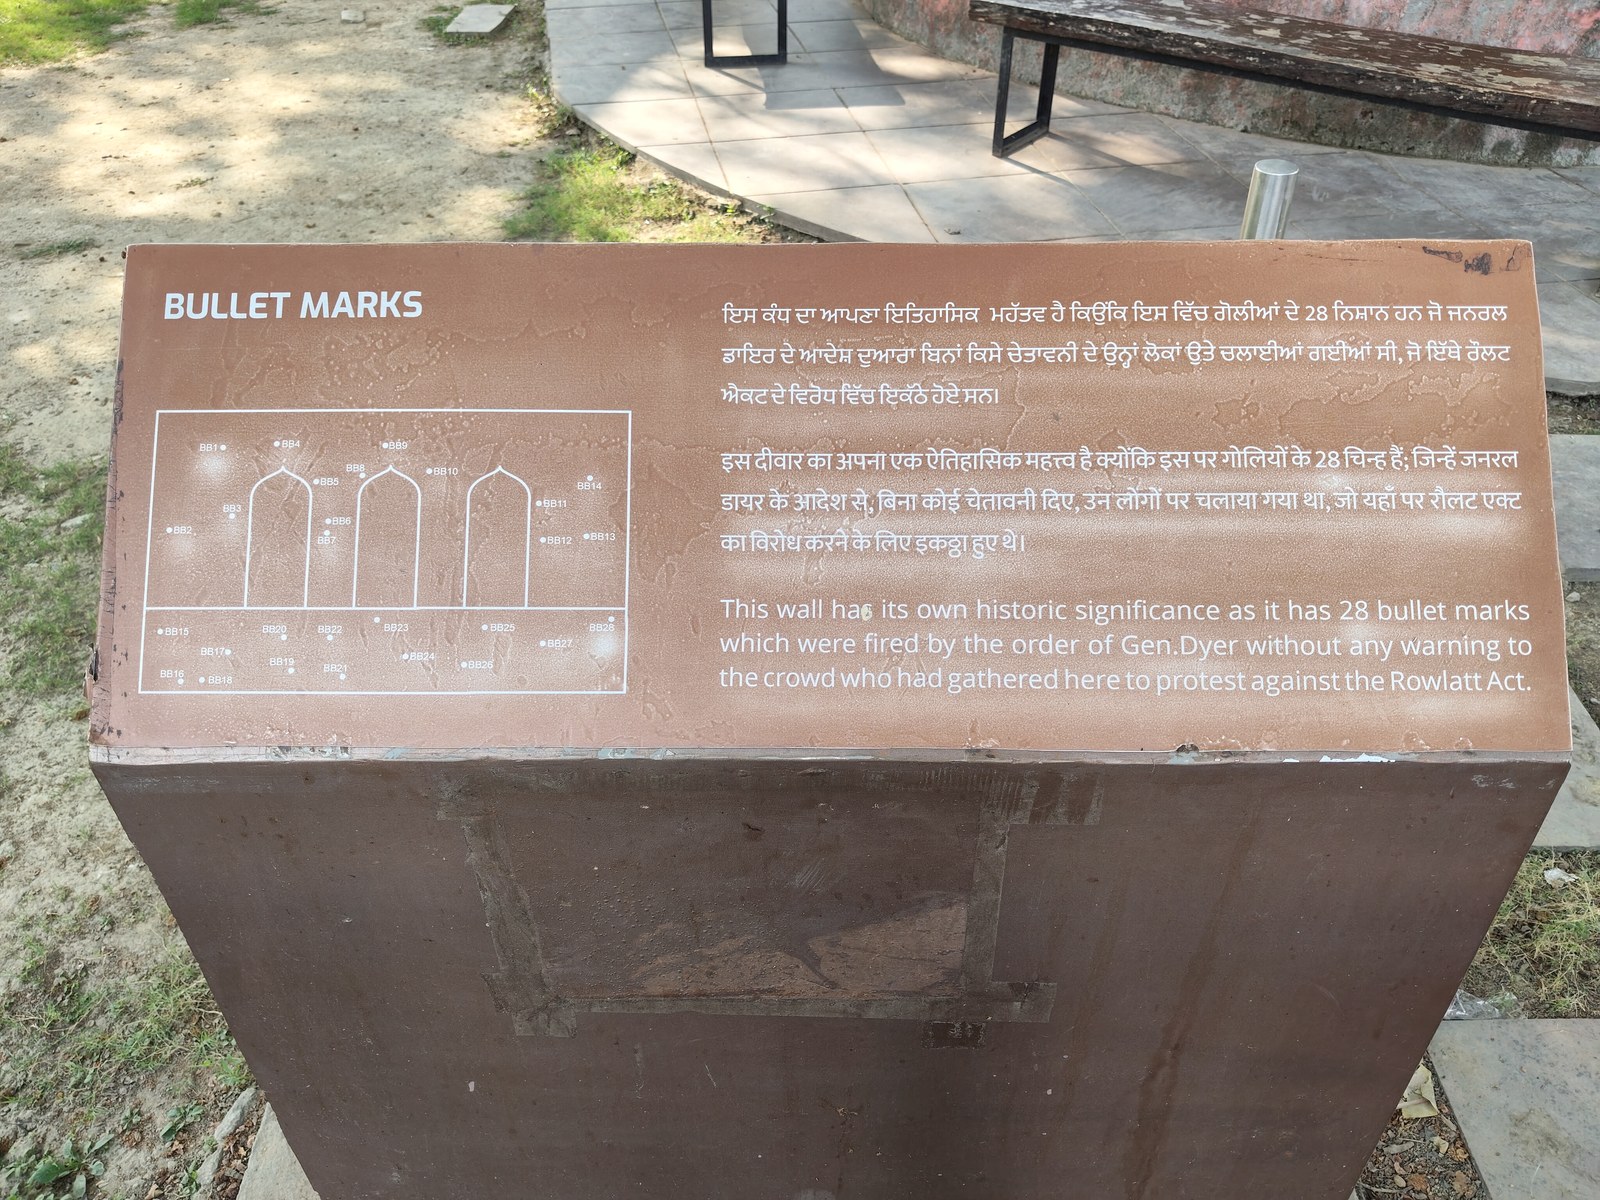 BULLET MARKS
BB1
BB4
BB9
BB8
BB10
BB5
BB14
BB3
BB11
BB2
BB6
BB7
BB12
BB13
BB15
BB20
BB22
BB23
BB25
BB28
BB17
BB24
BB27
BB19
BB21
BB26
BB16
BB18
ਇਸ ਕੰਧ ਦਾ ਆਪਣਾ ਇਤਿਹਾਸਿਕ ਮਹੱਤਵ ਹੈ ਕਿਉਂਕਿ ਇਸ ਵਿੱਚ ਗੋਲੀਆਂ ਦੇ 28 ਨਿਸ਼ਾਨ ਹਨ ਜੋ ਜਨਰਲ
ਡਾਇਰ ਦੇ ਆਦੇਸ਼ ਦੁਆਰਾ ਬਿਨਾਂ ਕਿਸੇ ਚੇਤਾਵਨੀ ਦੇ ਉਨ੍ਹਾਂ ਲੋਕਾਂ ਉਤੇ ਚਲਾਈਆਂ ਗਈਆਂ ਸੀ, ਜੋ ਇੱਥੇ ਰੌਲਟ
ਐਕਟ ਦੇ ਵਿਰੋਧ ਵਿੱਚ ਇਕੱਠੇ ਹੋਏ ਸਨ।
इस दीवार का अपना एक ऐतिहासिक महत्त्व है क्योंकि इस पर गोलियों के 28 चिन्ह हैं; जिन्हें जनरल
डायर के आदेश से, बिना कोई चेतावनी दिए, उन लोगों पर चलाया गया था, जो यहाँ पर रौलट एक्ट
का विरोध करने के लिए इकठ्ठा हुए थे।
This wall has its own historic significance as it has 28 bullet marks
which were fired by the order of Gen.Dyer without any warning to
the crowd who had gathered here to protest against the Rowlatt Act.